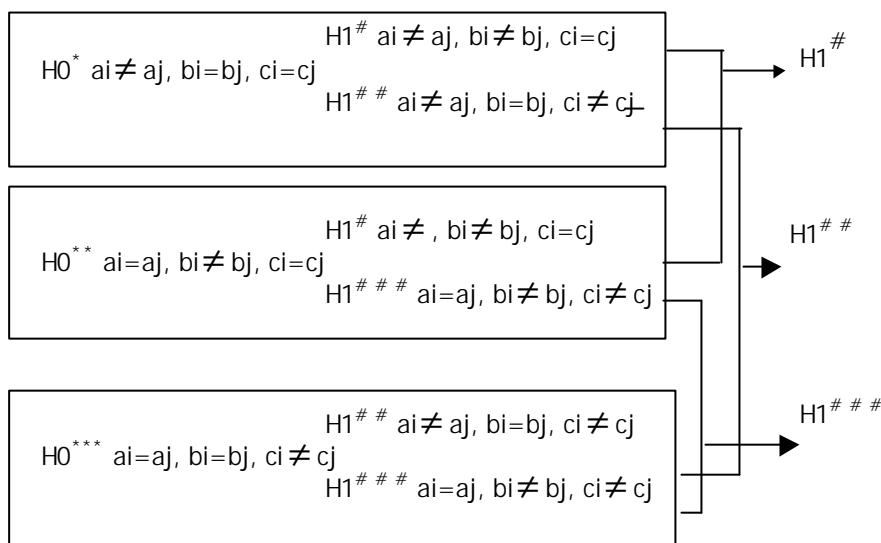 H1# ai≠aj, bi≠bj, ci=cj
H0* ai≠aj, bi=bj, ci=cj
H1## ai≠aj, bi=bj, ci≠cj
H1#
H1# ai≠, bi≠bj, ci=cj
H0** ai=aj, bi≠bj, ci=cj
H1### ai=aj, bi≠bj, ci≠cj
H1##
H1## ai≠aj, bi=bj, ci≠cj
H0*** ai=aj, bi=bj, ci≠cj
H1### ai=aj, bi≠bj, ci≠cj
H1###